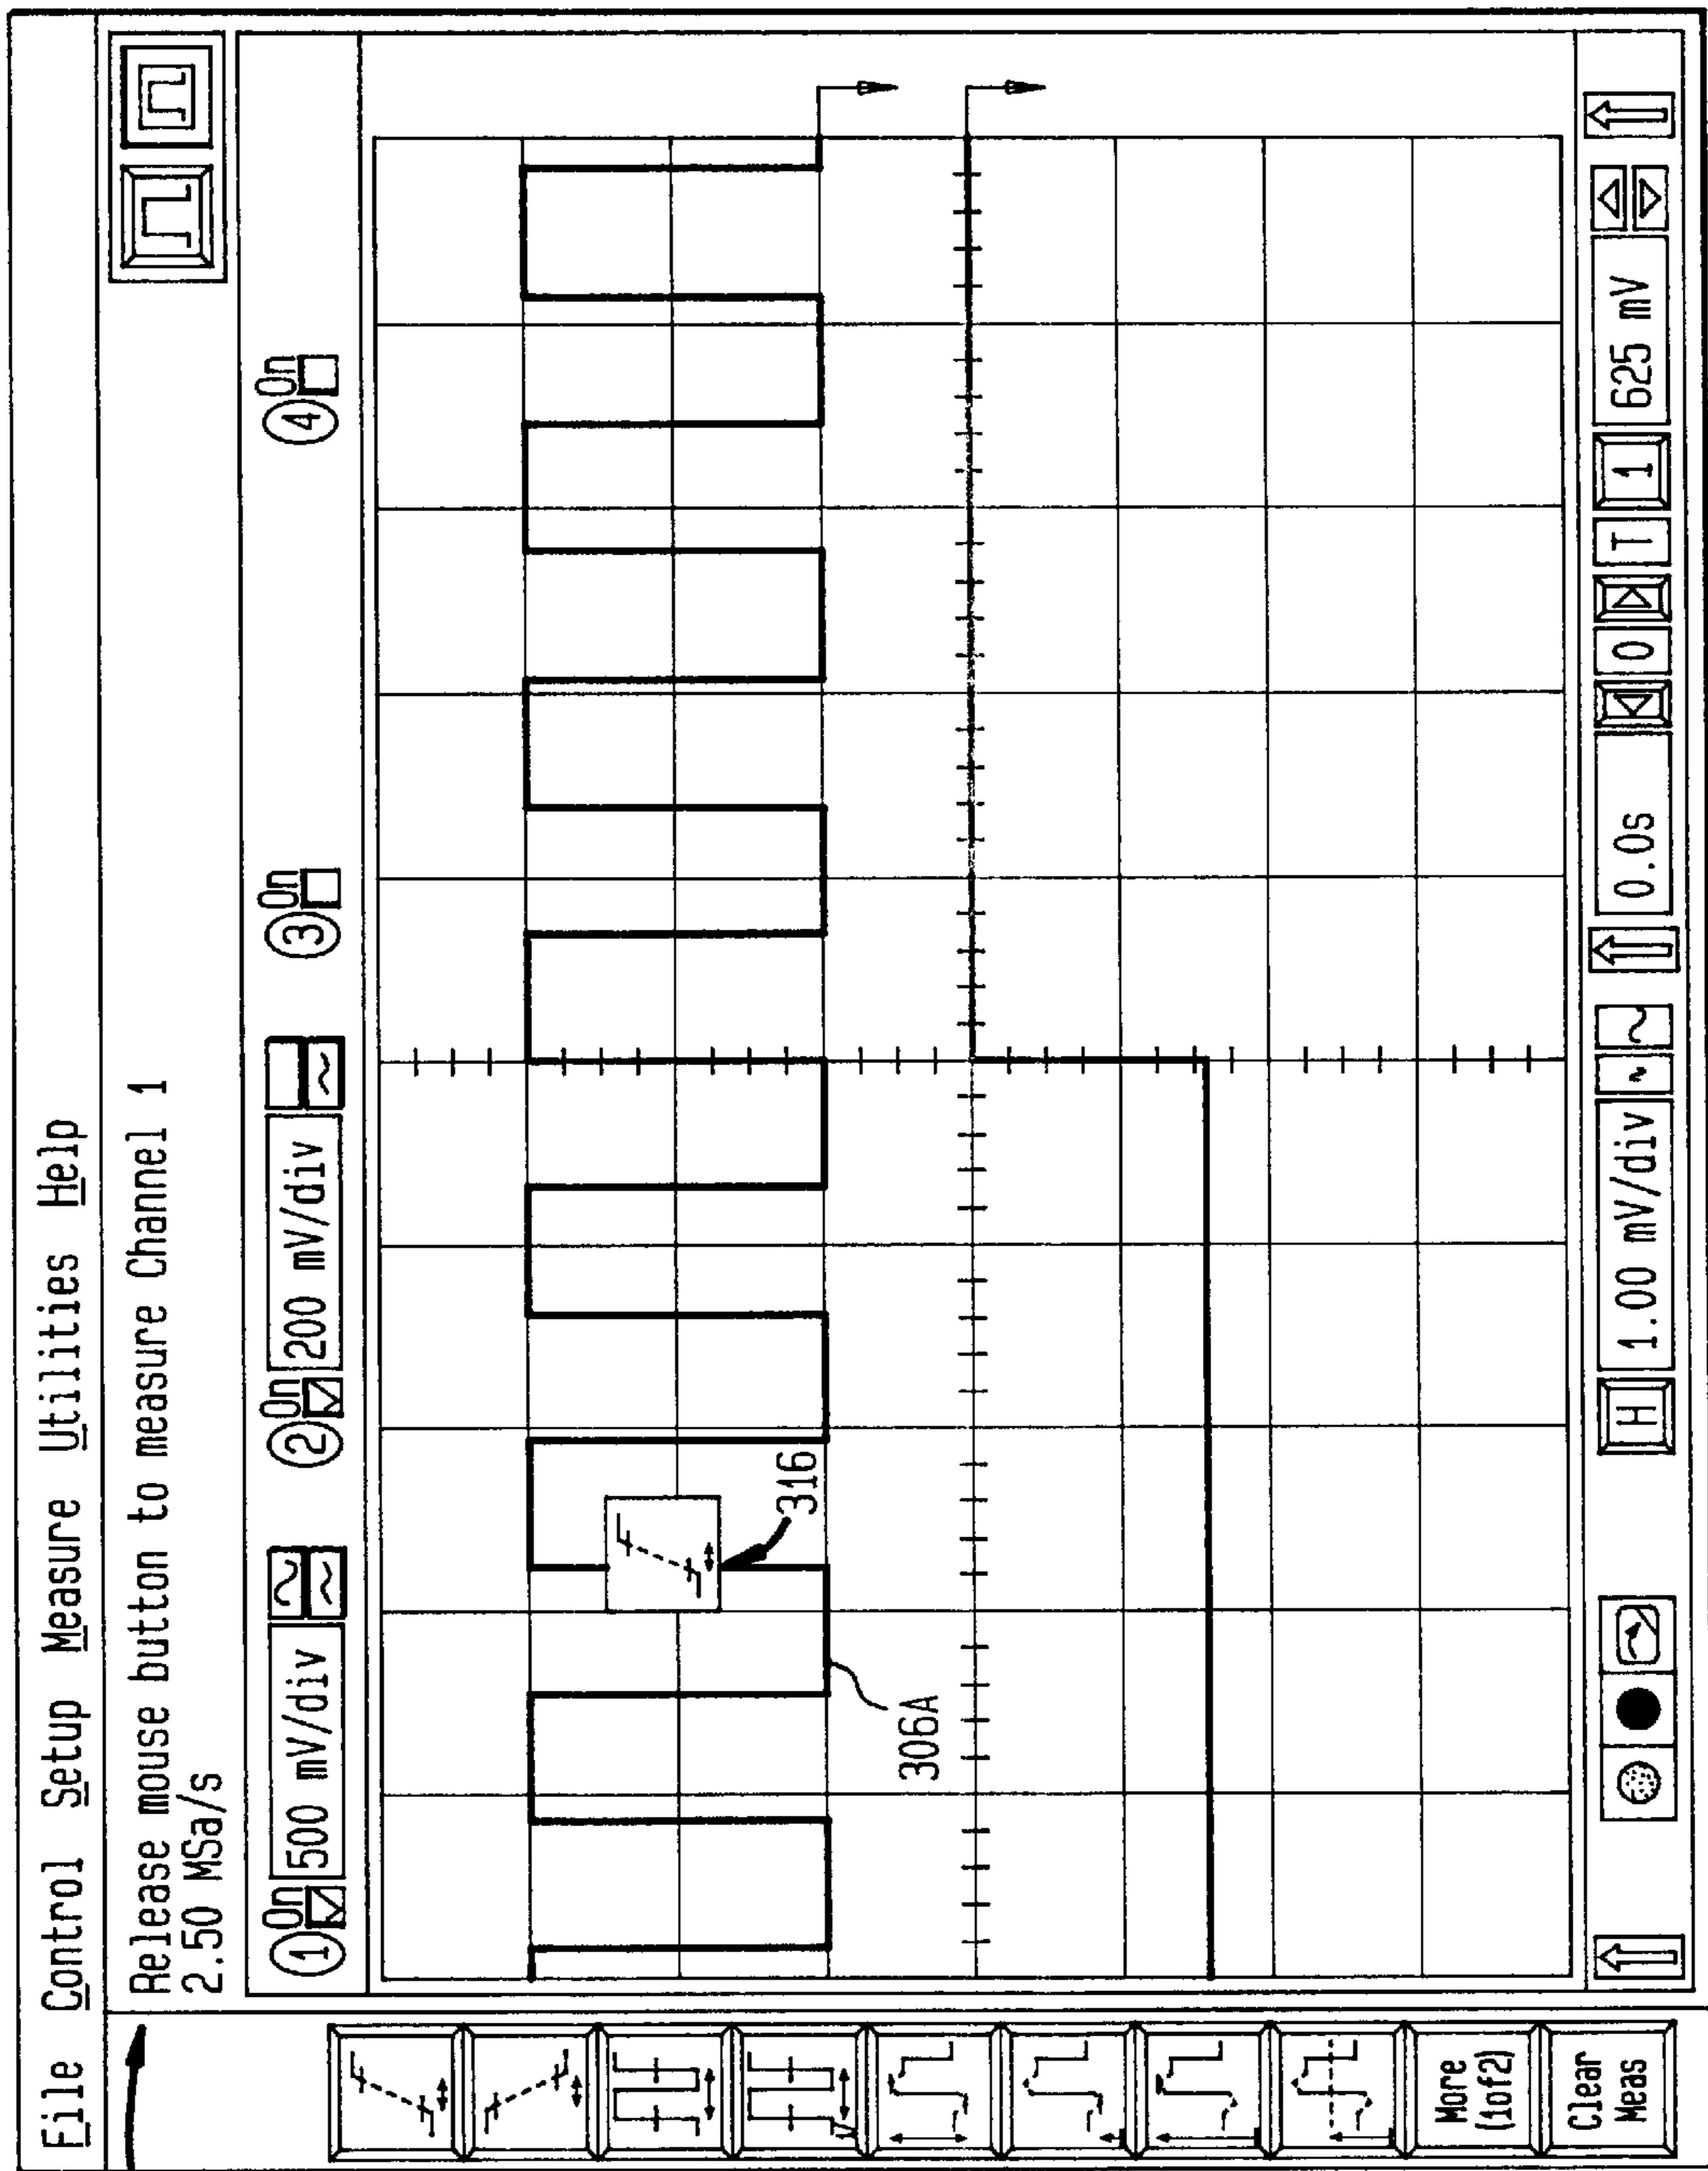 File Control Setup Measure Utilities Help
Release mouse button to measure Channel 1
2.50 MSa/s
1 On 500 mV/div 2 On 200 mV/div 3 On 4 On
316
306A
More
(1of2)
Clear
Meas
H 1.00 mV/div 0.0s 0 T 1 625 mV